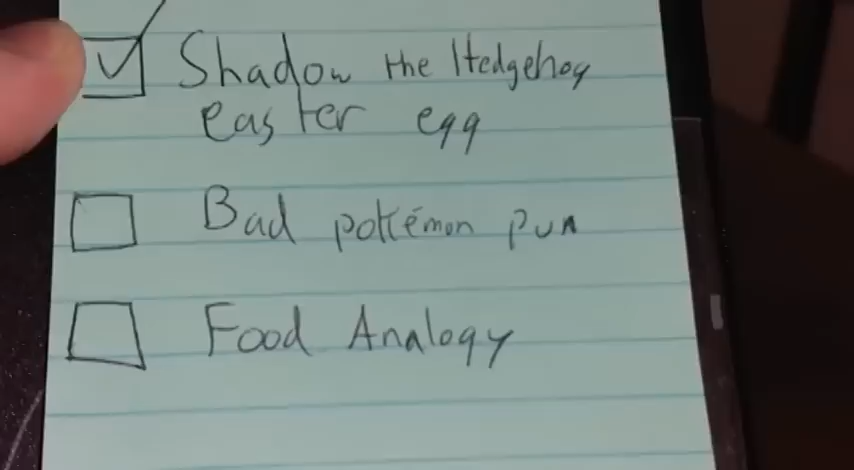 Shadow the Hedgehog
easter egg
Bad pokémon pun
Food Analogy